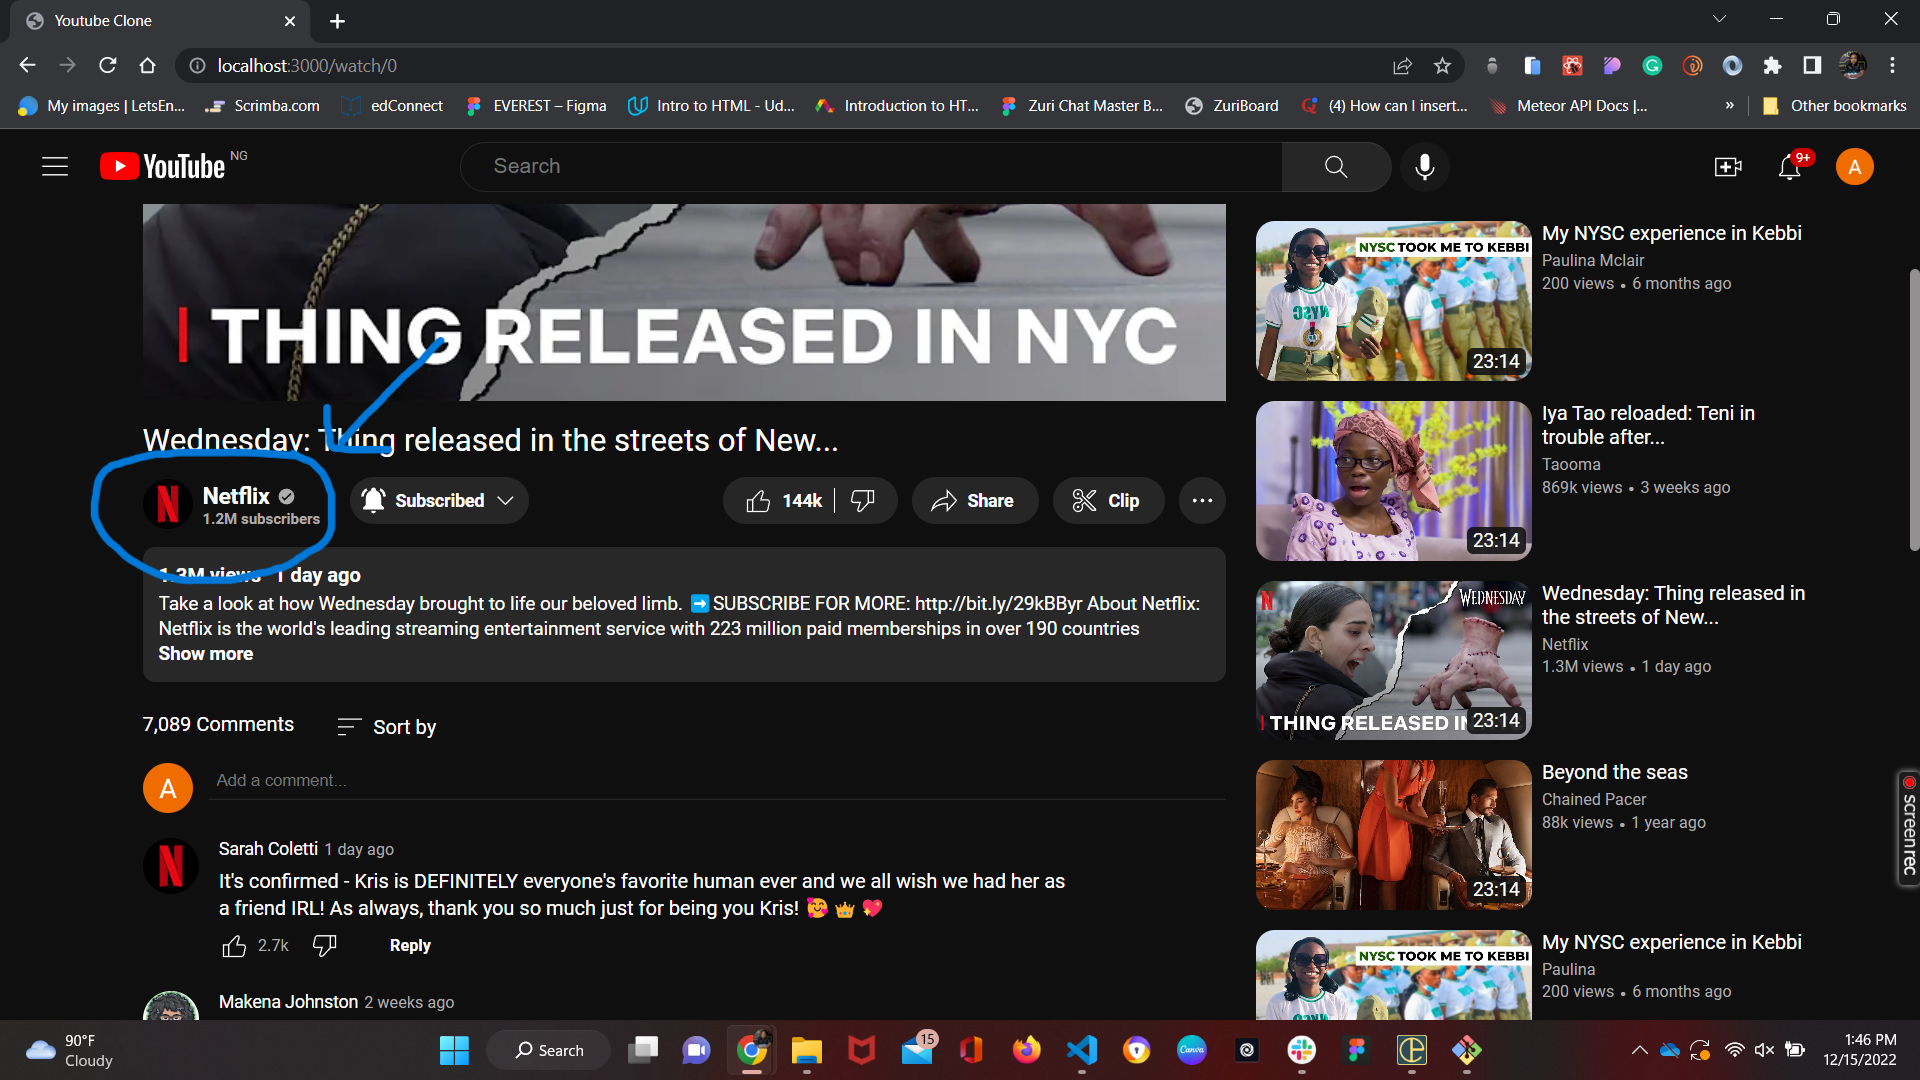 Youtube Clone
localhost:3000/watch/0
My images | LetsEn...
Scrimba.com
edConnect
EVEREST – Figma
Intro to HTML - Ud...
Introduction to HT...
Zuri Chat Master B...
ZuriBoard
(4) How can I insert...
Meteor API Docs |...
»
Other bookmarks
YouTube NG
Search
9+
A
THING RELEASED IN NYC
Wednesday: Thing released in the streets of New...
Netflix
1.2M subscribers
Subscribed
144k
Share
Clip
1.3M views 1 day ago
Take a look at how Wednesday brought to life our beloved limb. ➡️SUBSCRIBE FOR MORE: http://bit.ly/29kBByr About Netflix:
Netflix is the world's leading streaming entertainment service with 223 million paid memberships in over 190 countries
Show more
7,089 Comments
Sort by
A
Add a comment...
Sarah Coletti 1 day ago
It's confirmed - Kris is DEFINITELY everyone's favorite human ever and we all wish we had her as
a friend IRL! As always, thank you so much just for being you Kris! 🥰 👑 💖
2.7k
Reply
Makena Johnston 2 weeks ago
NYSC TOOK ME TO KEBBI
NYSC
23:14
My NYSC experience in Kebbi
Paulina Mclair
200 views • 6 months ago
23:14
Iya Tao reloaded: Teni in
trouble after...
Taooma
869k views • 3 weeks ago
WEDNESDAY
THING RELEASED IN
23:14
Wednesday: Thing released in
the streets of New...
Netflix
1.3M views • 1 day ago
23:14
Beyond the seas
Chained Pacer
88k views • 1 year ago
NYSC TOOK ME TO KEBBI
My NYSC experience in Kebbi
Paulina
200 views • 6 months ago
screenrec
90°F
Cloudy
Search
15
Canva
1:46 PM
12/15/2022